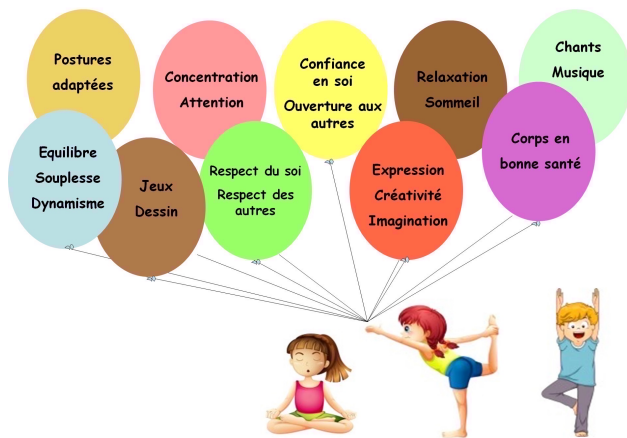 Postures
adaptées
Concentration
Attention
Confiance
en soi
Ouverture aux
autres
Relaxation
Sommeil
Chants
Musique
Equilibre
Souplesse
Dynamisme
Jeux
Dessin
Respect du soi
Respect des
autres
Expression
Créativité
Imagination
Corps en
bonne santé